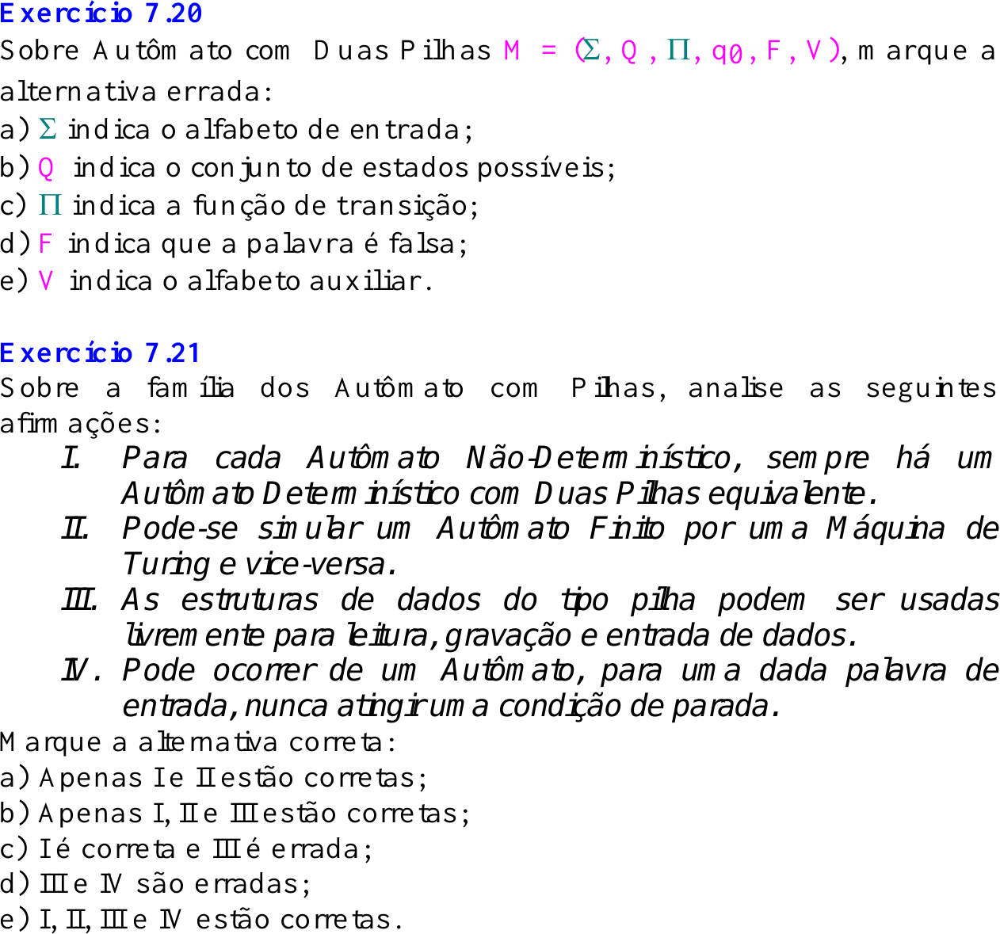 Exercício 7.20
Sobre Autômato com Duas Pilhas M = (Σ, Q, Π, q0, F, V), marque a
alternativa errada:
a) Σ indica o alfabeto de entrada;
b) Q indica o conjunto de estados possíveis;
c) Π indica a função de transição;
d) F indica que a palavra é falsa;
e) V indica o alfabeto auxiliar.
Exercício 7.21
Sobre a família dos Autômato com Pilhas, analise as seguintes
afirmações:
I. Para cada Autômato Não-Determinístico, sempre há um
Autômato Determinístico com Duas Pilhas equivalente.
II. Pode-se simular um Autômato Finito por uma Máquina de
Turing e vice-versa.
III. As estruturas de dados do tipo pilha podem ser usadas
livremente para leitura, gravação e entrada de dados.
IV. Pode ocorrer de um Autômato, para uma dada palavra de
entrada, nunca atingir uma condição de parada.
Marque a alternativa correta:
a) Apenas I e II estão corretas;
b) Apenas I, II e III estão corretas;
c) I é correta e III é errada;
d) III e IV são erradas;
e) I, II, III e IV estão corretas.